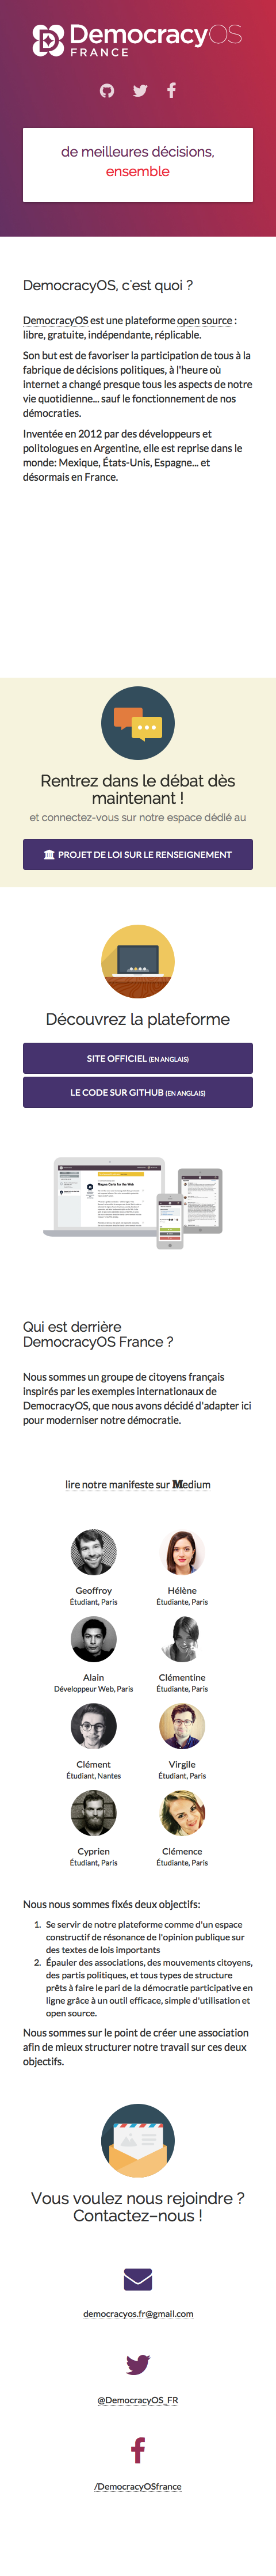 DemocracyOS
FRANCE
de meilleures décisions,
ensemble
DemocracyOS, c'est quoi ?
DemocracyOS est une plateforme open source :
libre, gratuite, indépendante, réplicable.
Son but est de favoriser la participation de tous à la
fabrique de décisions politiques, à l'heure où
internet a changé presque tous les aspects de notre
vie quotidienne... sauf le fonctionnement de nos
démocraties.
Inventée en 2012 par des développeurs et
politologues en Argentine, elle est reprise dans le
monde: Mexique, États-Unis, Espagne... et
désormais en France.
Rentrez dans le débat dès
maintenant !
et connectez-vous sur notre espace dédié au
PROJET DE LOI SUR LE RENSEIGNEMENT
Découvrez la plateforme
SITE OFFICIEL (EN ANGLAIS)
LE CODE SUR GITHUB (EN ANGLAIS)
Magna Carta for the Web
Qui est derrière
DemocracyOS France ?
Nous sommes un groupe de citoyens français
inspirés par les exemples internationaux de
DemocracyOS, que nous avons décidé d'adapter ici
pour moderniser notre démocratie.
lire notre manifeste sur Medium
Geoffroy
Étudiant, Paris
Hélène
Étudiante, Paris
Alain
Développeur Web, Paris
Clémentine
Étudiante, Paris
Clément
Étudiant, Nantes
Virgile
Étudiant, Paris
Cyprien
Étudiant, Paris
Clémence
Étudiante, Paris
Nous nous sommes fixés deux objectifs:
1. Se servir de notre plateforme comme d'un espace
constructif de résonance de l'opinion publique sur
des textes de lois importants
2. Épauler des associations, des mouvements citoyens,
des partis politiques, et tous types de structure
prêts à faire le pari de la démocratie participative en
ligne grâce à un outil efficace, simple d'utilisation et
open source.
Nous sommes sur le point de créer une association
afin de mieux structurer notre travail sur ces deux
objectifs.
Vous voulez nous rejoindre ?
Contactez-nous !
democracyos.fr@gmail.com
@DemocracyOS_FR
/DemocracyOSfrance